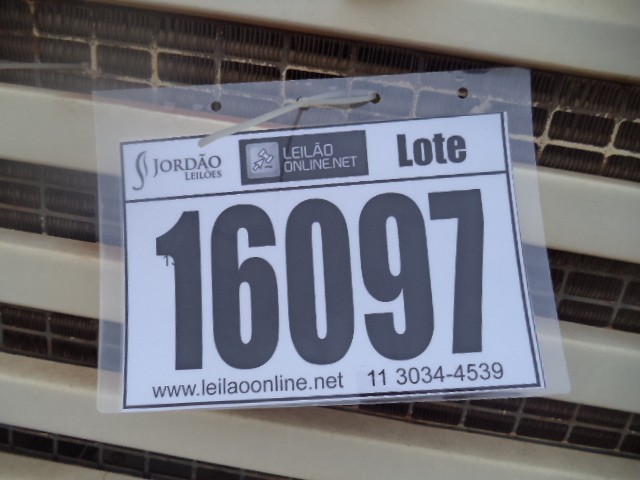 JORDÃO
LEILÕES
LEILÃO
ONLINE.NET
Lote
16097
www.leilaoonline.net 11 3034-4539